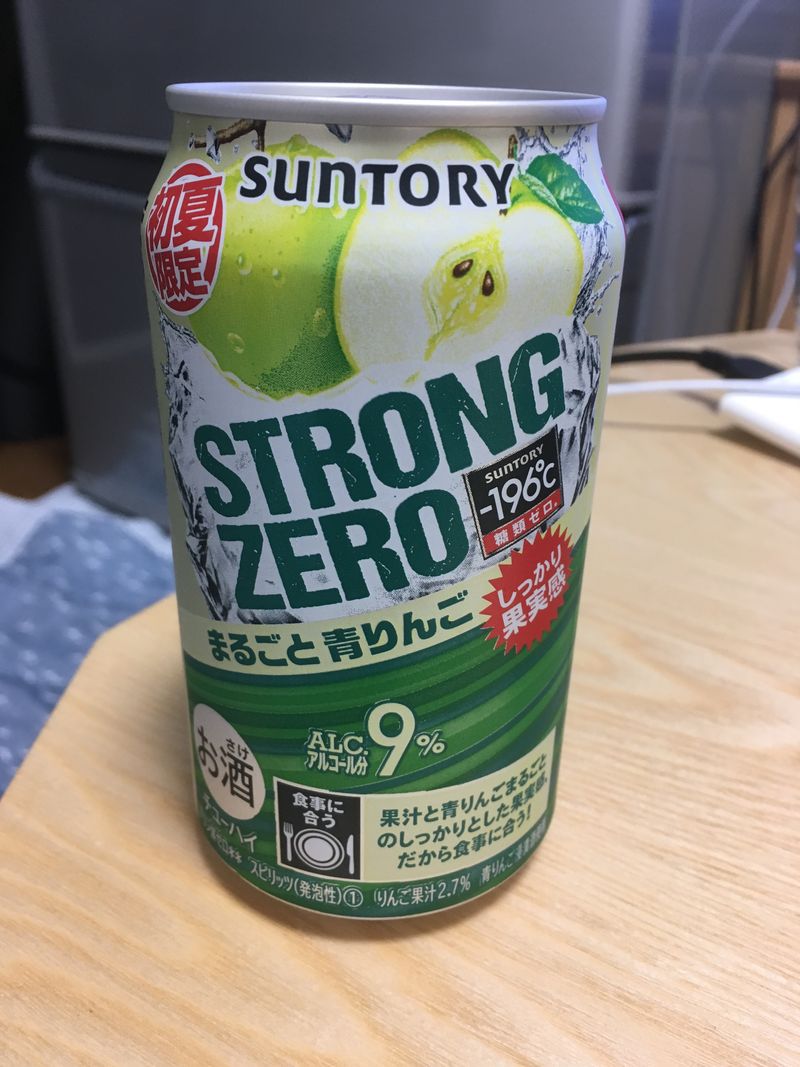 SUNTORY
初夏
限定
STRONG
ZERO
SUNTORY
-196℃
糖類ゼロ。
しっかり
果実感
まるごと青りんご
ALC.
アルコール分
9%
さけ
お酒
チューハイ
食事に
合う
果汁と青りんごまるごと
のしっかりとした果実感。
だから食事に合う!
スピリッツ(発泡性)①
りんご果汁2.7%